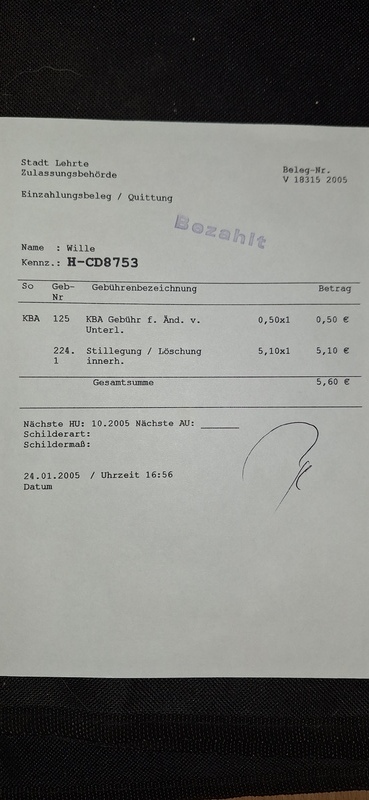 Stadt Lehrte
Zulassungsbehörde
Beleg-Nr.
V 18315 2005
Einzahlungsbeleg / Quittung
Bezahlt
Name : Wille
Kennz.: H-CD8753
So Geb-Nr Gebührenbezeichnung Betrag
KBA 125 KBA Gebühr f. Änd. v. 0,50x1 0,50 €
Unterl.
224. Stillegung / Löschung 5,10x1 5,10 €
1 innerh.
Gesamtsumme 5,60 €
Nächste HU: 10.2005 Nächste AU: ______
Schilderart:
Schildermaß:
24.01.2005 / Uhrzeit 16:56
Datum